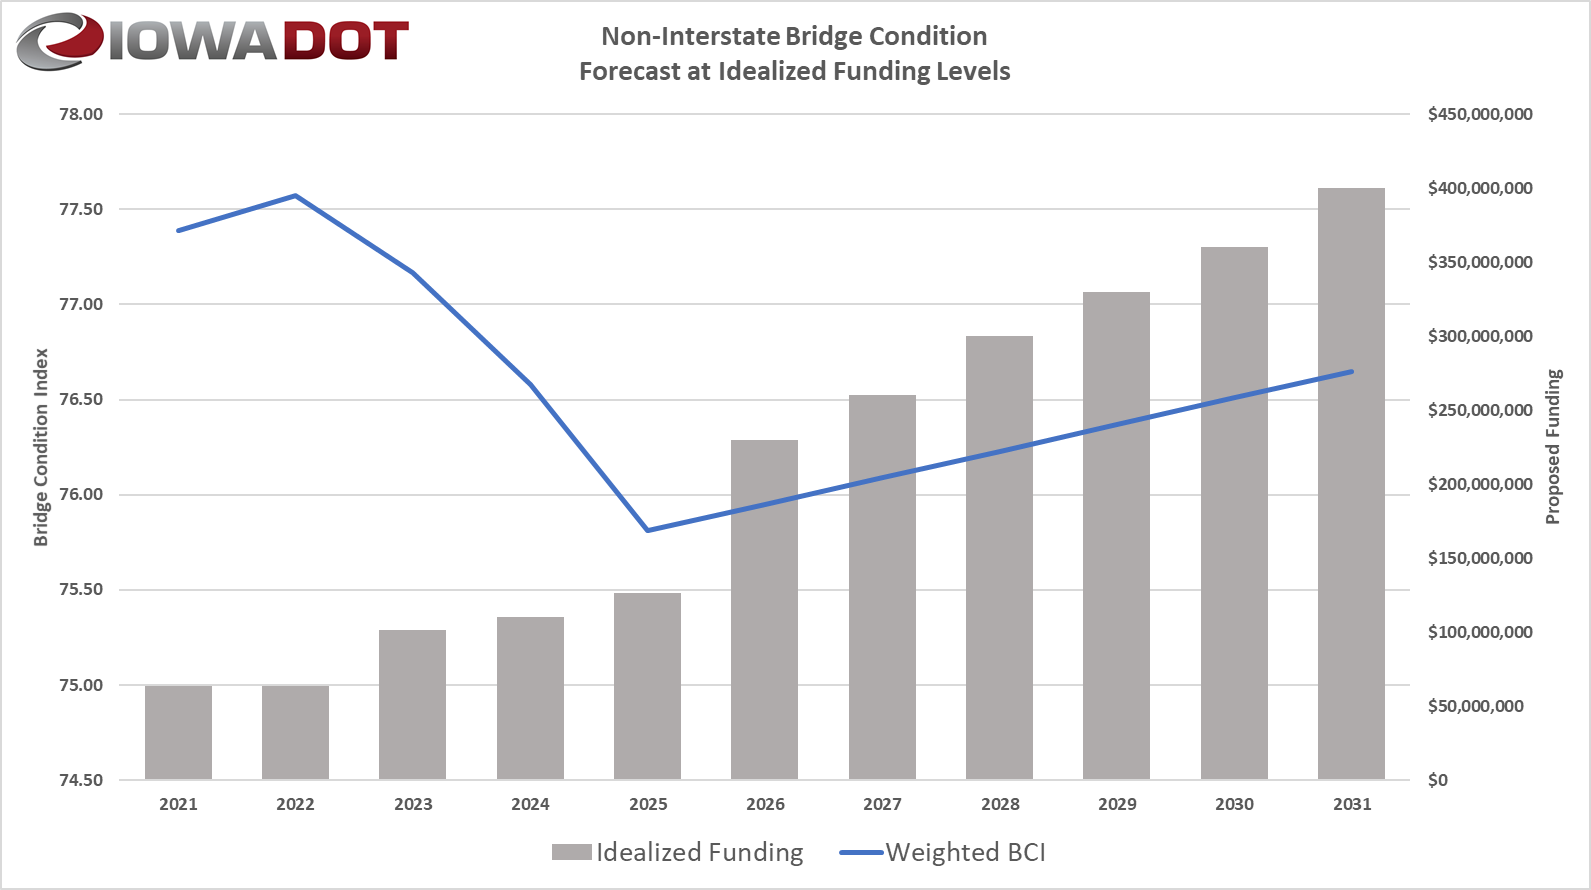 IOWADOT
Non-Interstate Bridge Condition
Forecast at Idealized Funding Levels
78.00
77.50
77.00
76.50
76.00
75.50
75.00
74.50
Bridge Condition Index
$450,000,000
$400,000,000
$350,000,000
$300,000,000
$250,000,000
$200,000,000
$150,000,000
$100,000,000
$50,000,000
$0
Proposed Funding
2021 2022 2023 2024 2025 2026 2027 2028 2029 2030 2031
Idealized Funding Weighted BCI